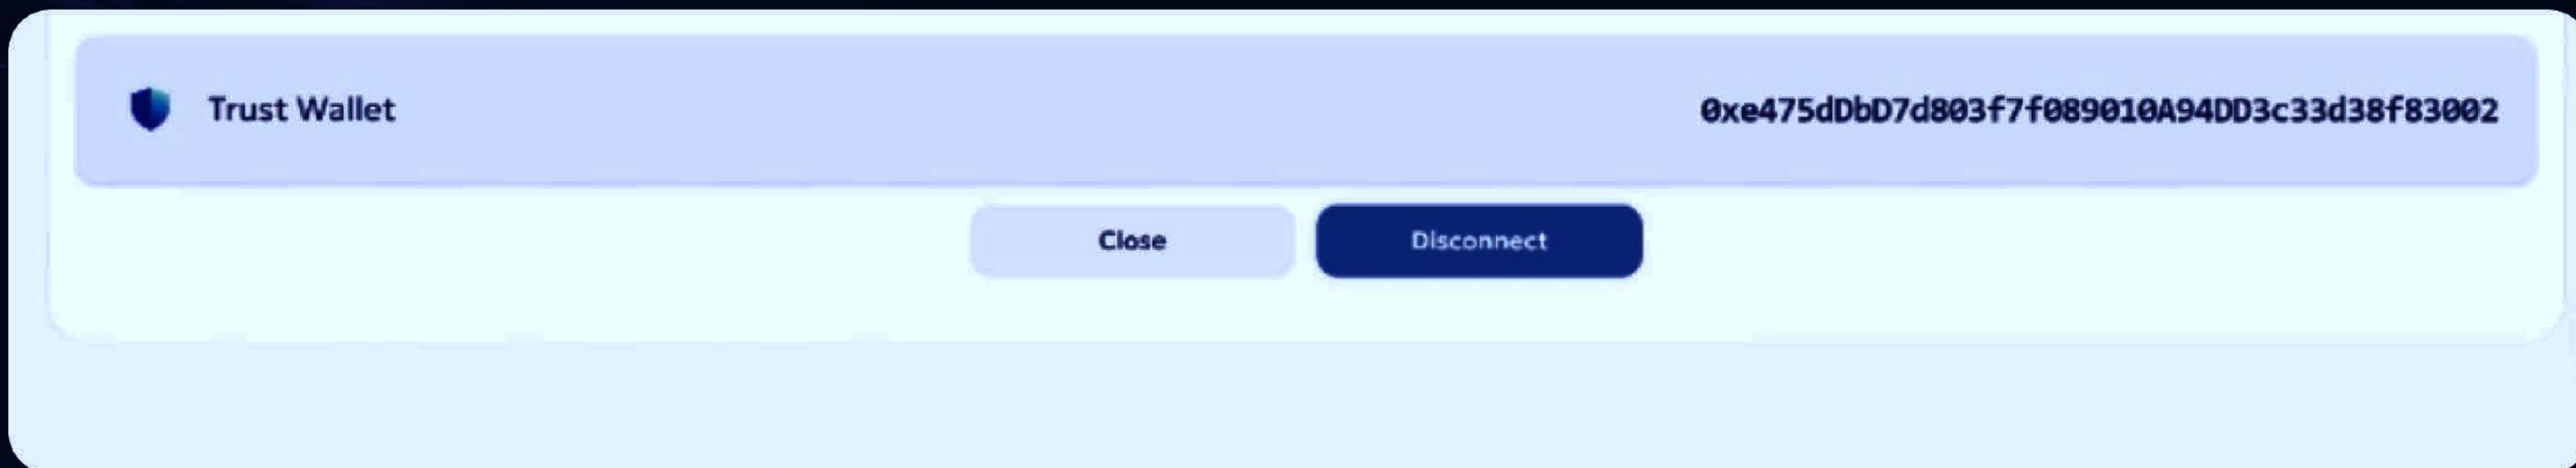 Trust Wallet 0xe475dDbD7d803f7f089010A94DD3c33d38f83002
Close Disconnect